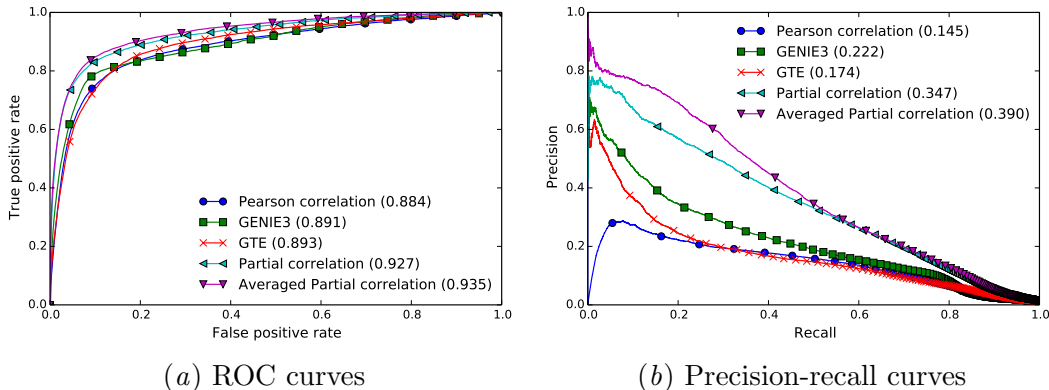 1.0
0.8
0.6
0.4
0.2
0.0
0.0 0.2 0.4 0.6 0.8 1.0
True positive rate
False positive rate
Pearson correlation (0.884)
GENIE3 (0.891)
GTE (0.893)
Partial correlation (0.927)
Averaged Partial correlation (0.935)
(a) ROC curves
1.0
0.8
0.6
0.4
0.2
0.0
0.0 0.2 0.4 0.6 0.8 1.0
Precision
Recall
Pearson correlation (0.145)
GENIE3 (0.222)
GTE (0.174)
Partial correlation (0.347)
Averaged Partial correlation (0.390)
(b) Precision-recall curves